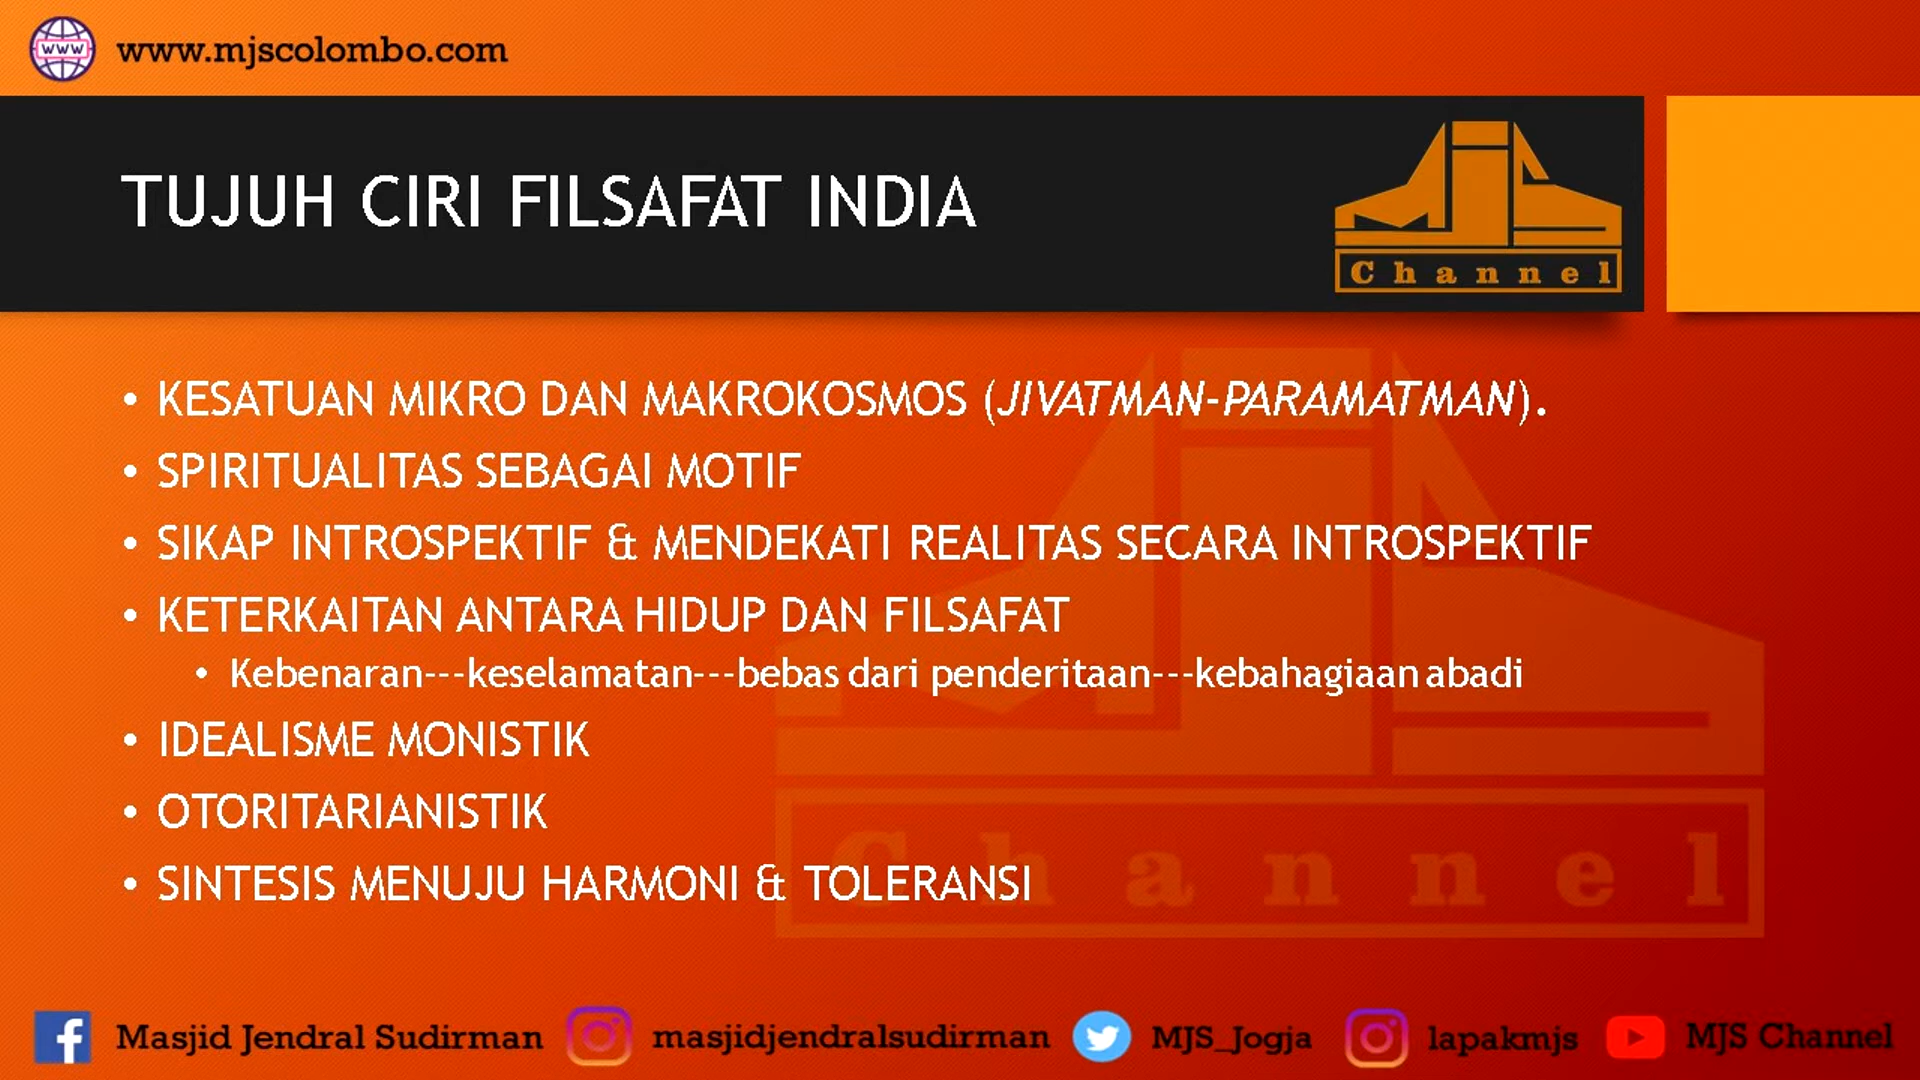 www.mjscolombo.com
TUJUH CIRI FILSAFAT INDIA
MJS
Channel
• KESATUAN MIKRO DAN MAKROKOSMOS (JIVATMAN-PARAMATMAN).
• SPIRITUALITAS SEBAGAI MOTIF
• SIKAP INTROSPEKTIF & MENDEKATI REALITAS SECARA INTROSPEKTIF
• KETERKAITAN ANTARA HIDUP DAN FILSAFAT
• Kebenaran---keselamatan---bebas dari penderitaan---kebahagiaan abadi
• IDEALISME MONISTIK
• OTORITARIANISTIK
• SINTESIS MENUJU HARMONI & TOLERANSI
Channel
Masjid Jendral Sudirman masjidjendralsudirman MJS_Jogja lapakmjs MJS Channel